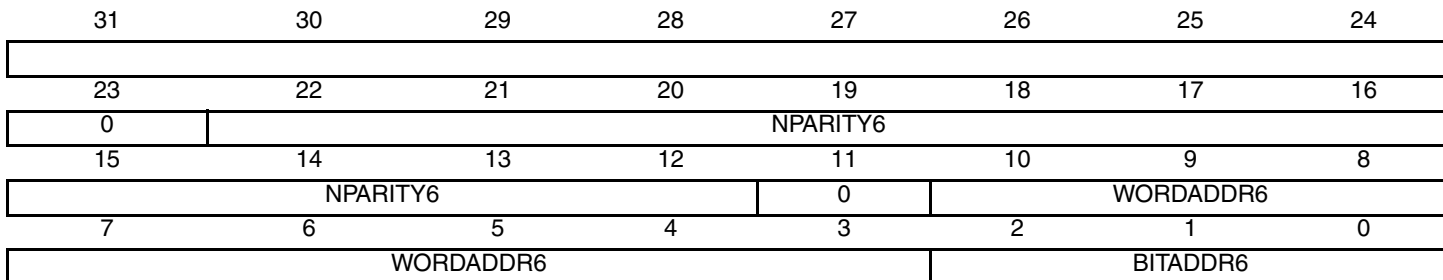 31 30 29 28 27 26 25 24
23 22 21 20 19 18 17 16
0 NPARITY6
15 14 13 12 11 10 9 8
NPARITY6 0 WORDADDR6
7 6 5 4 3 2 1 0
WORDADDR6 BITADDR6